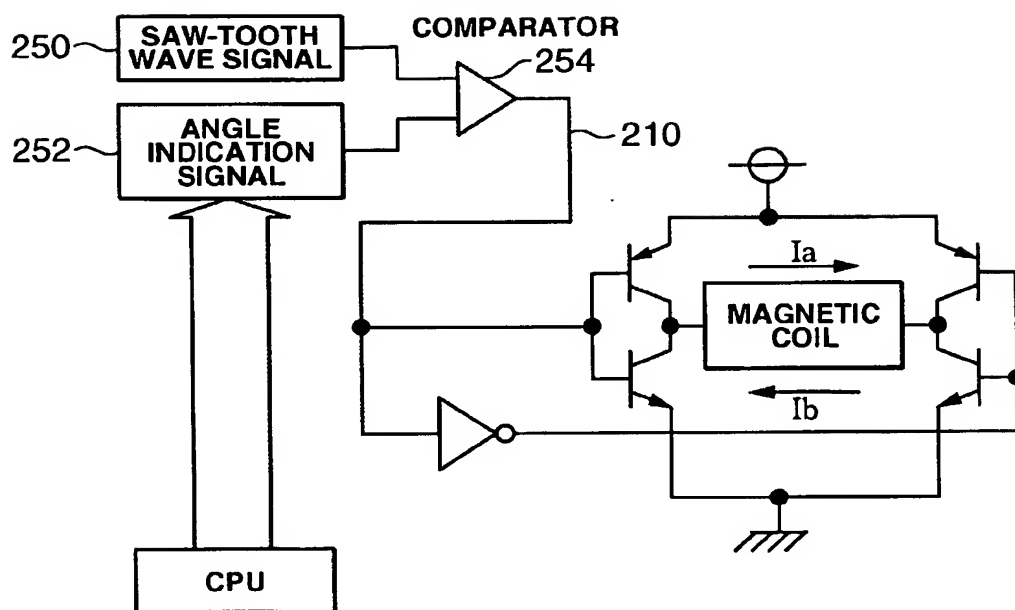 250
SAW-TOOTH
WAVE SIGNAL
COMPARATOR
254
252
ANGLE
INDICATION
SIGNAL
210
Ia
MAGNETIC
COIL
Ib
CPU